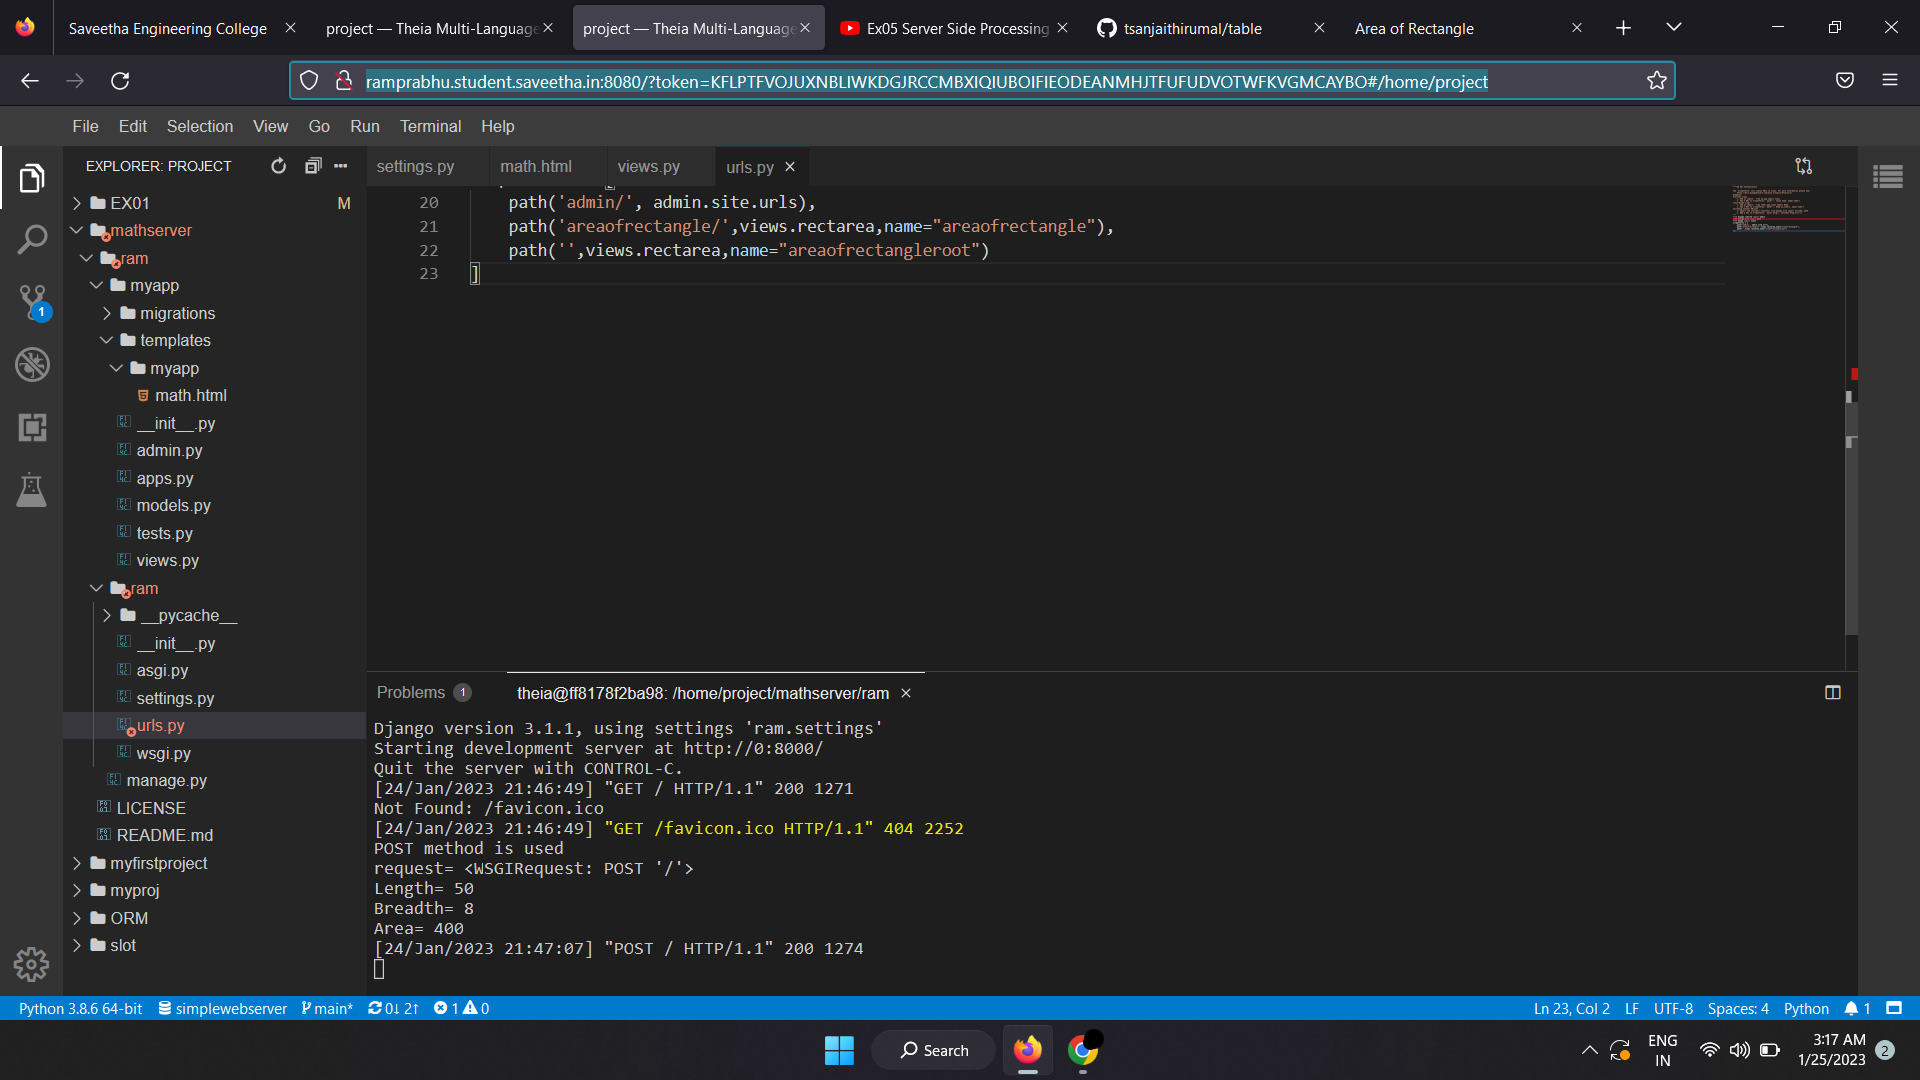 Saveetha Engineering College
project — Theia Multi-Language
project — Theia Multi-Language
Ex05 Server Side Processing
tsanjaithirumal/table
Area of Rectangle
ramprabhu.student.saveetha.in:8080/?token=KFLPTFVOJUXNBLIWKDGJRCCMBXIQIUBOIFIEODEANMHJTFUFUDVOTWFKVGMCAYBO#/home/project
File Edit Selection View Go Run Terminal Help
EXPLORER: PROJECT
EX01 M
mathserver
ram
myapp
migrations
templates
myapp
math.html
__init__.py
admin.py
apps.py
models.py
tests.py
views.py
ram
__pycache__
__init__.py
asgi.py
settings.py
urls.py
wsgi.py
manage.py
LICENSE
README.md
myfirstproject
myproj
ORM
slot
1
settings.py math.html views.py urls.py
20 path('admin/', admin.site.urls),
21 path('areaofrectangle/',views.rectarea,name="areaofrectangle"),
22 path('',views.rectarea,name="areaofrectangleroot")
23 ]
Problems 1 theia@ff8178f2ba98: /home/project/mathserver/ram
Django version 3.1.1, using settings 'ram.settings'
Starting development server at http://0:8000/
Quit the server with CONTROL-C.
[24/Jan/2023 21:46:49] "GET / HTTP/1.1" 200 1271
Not Found: /favicon.ico
[24/Jan/2023 21:46:49] "GET /favicon.ico HTTP/1.1" 404 2252
POST method is used
request= <WSGIRequest: POST '/'>
Length= 50
Breadth= 8
Area= 400
[24/Jan/2023 21:47:07] "POST / HTTP/1.1" 200 1274
Python 3.8.6 64-bit simplewebserver main* 0↓ 2↑ 1 0
Ln 23, Col 2 LF UTF-8 Spaces: 4 Python 1
Search
ENG
IN
3:17 AM
1/25/2023
2